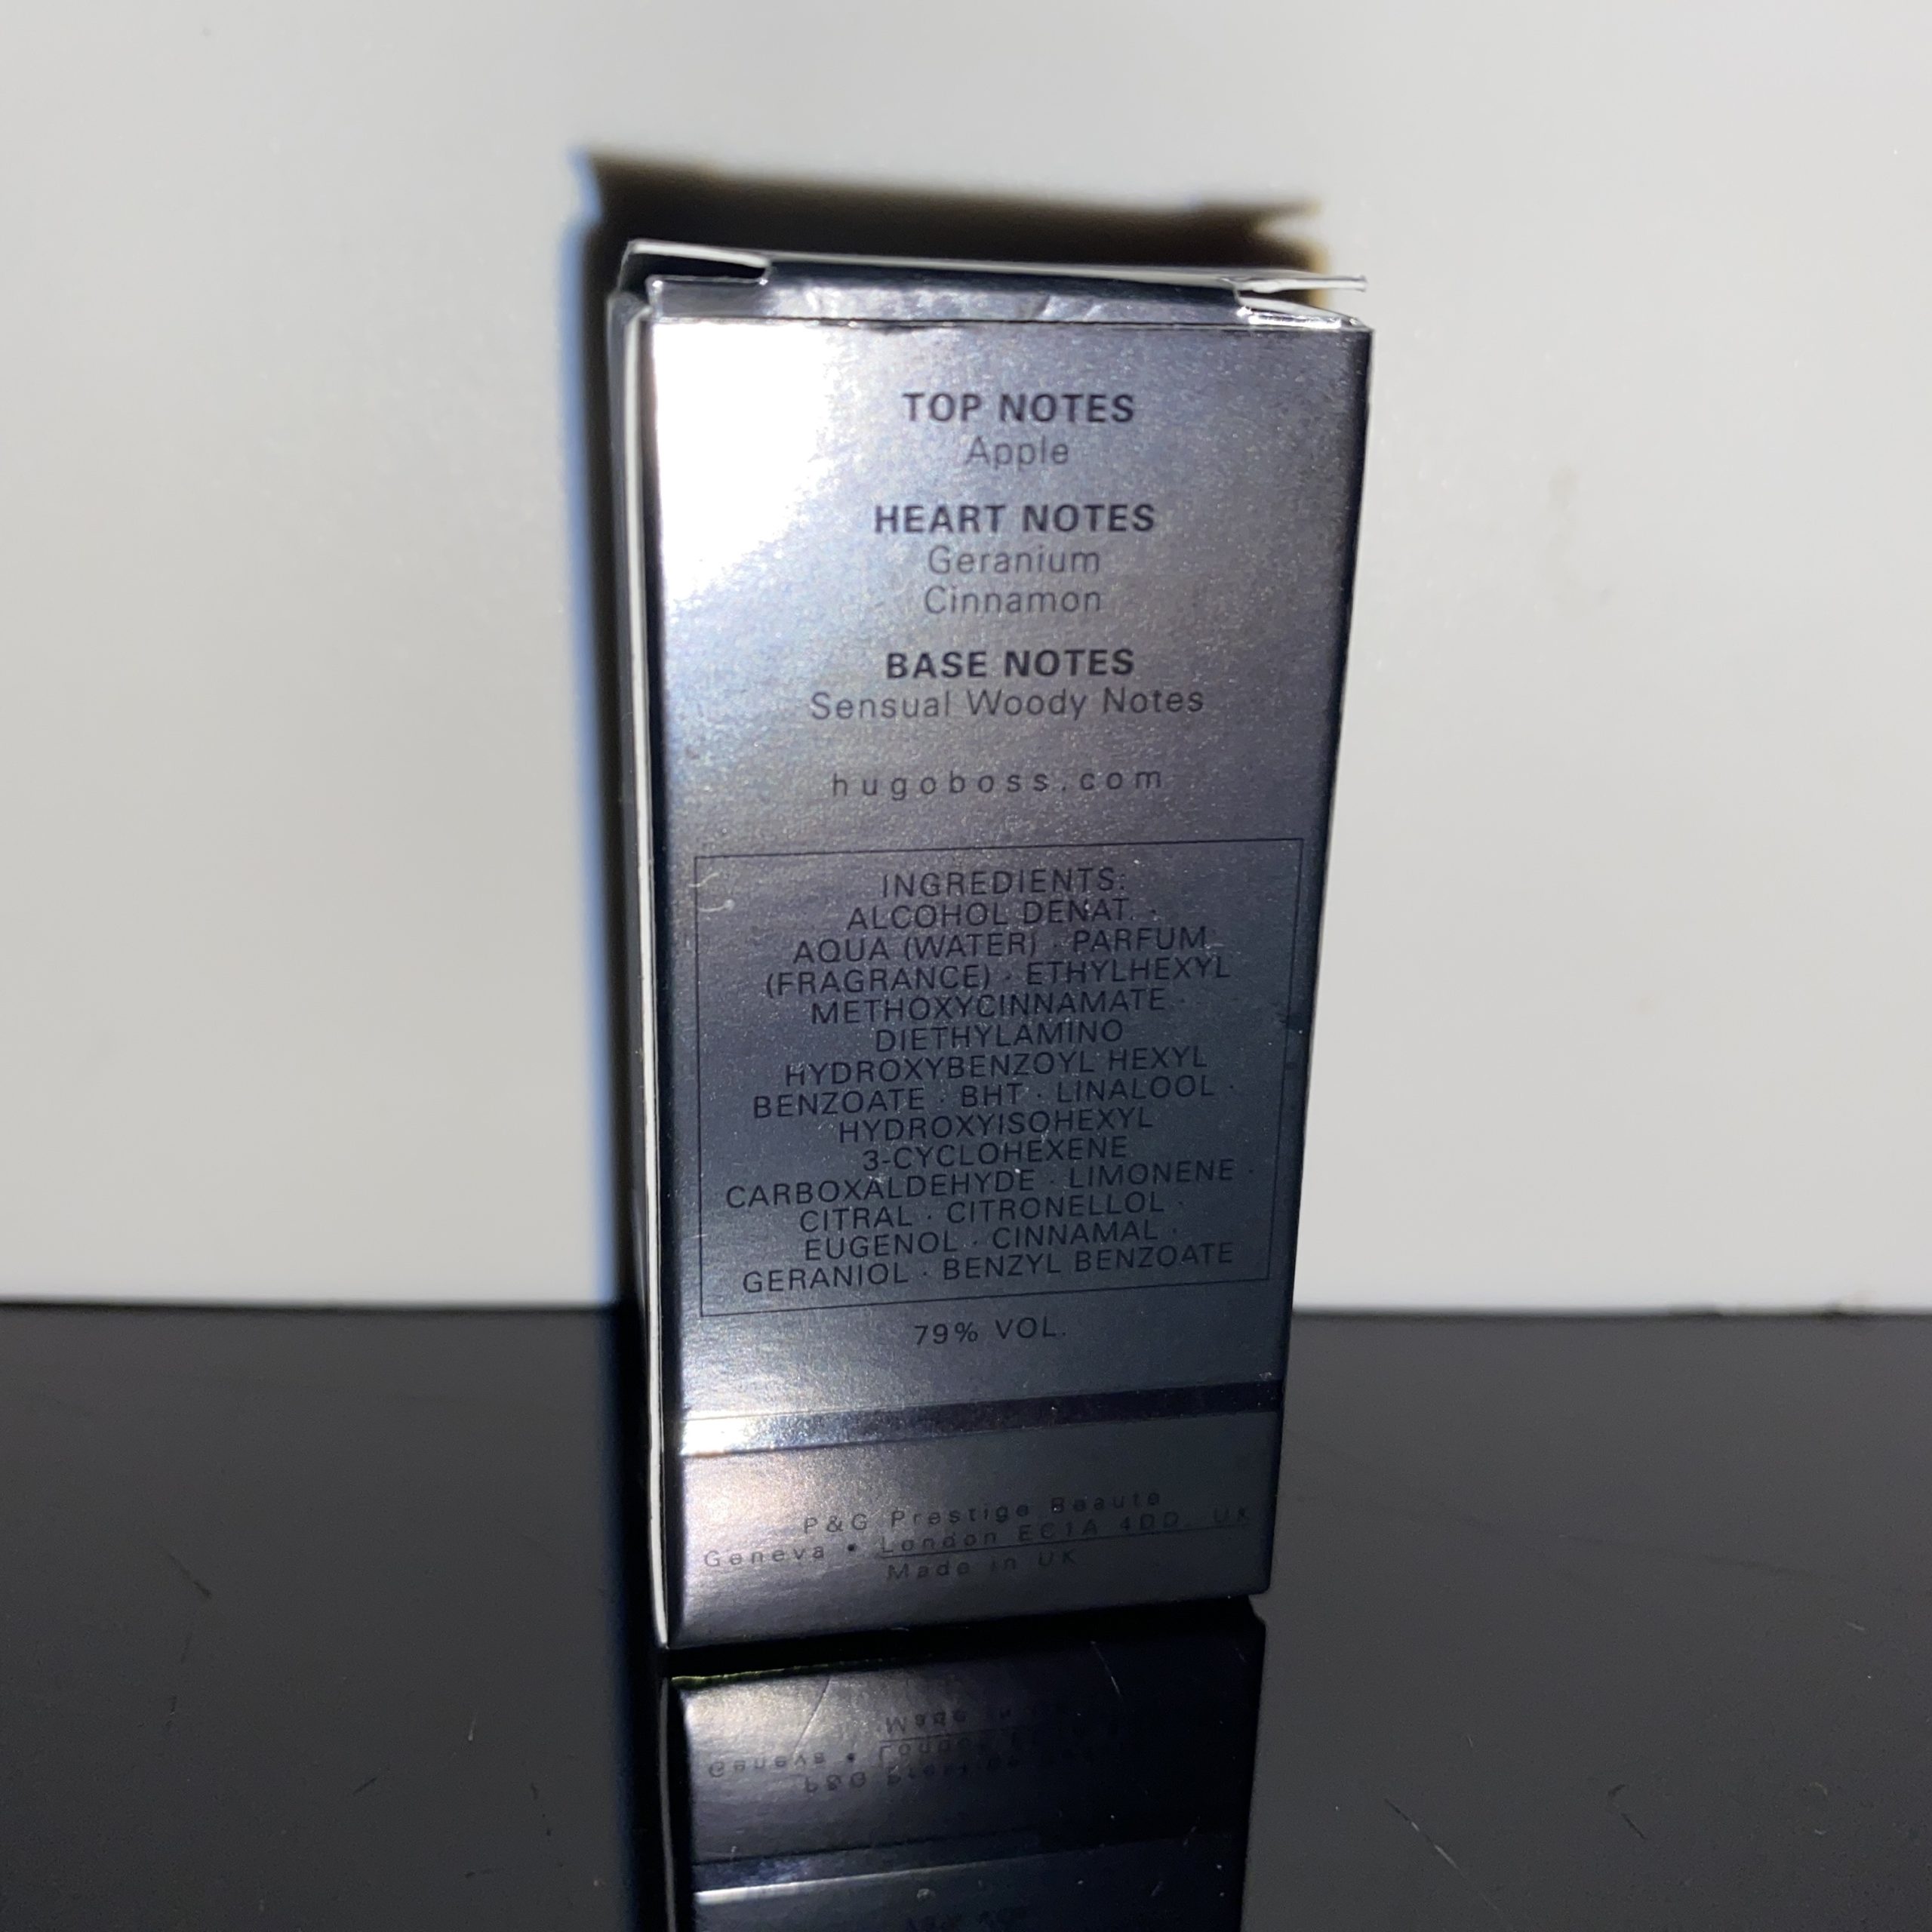 TOP NOTES
Apple
HEART NOTES
Geranium
Cinnamon
BASE NOTES
Sensual Woody Notes
hugoboss.com
INGREDIENTS:
ALCOHOL DENAT. ·
AQUA (WATER) · PARFUM
(FRAGRANCE) · ETHYLHEXYL
METHOXYCINNAMATE ·
DIETHYLAMINO
HYDROXYBENZOYL HEXYL
BENZOATE · BHT · LINALOOL ·
HYDROXYISOHEXYL
3-CYCLOHEXENE
CARBOXALDEHYDE · LIMONENE ·
CITRAL · CITRONELLOL ·
EUGENOL · CINNAMAL ·
GERANIOL · BENZYL BENZOATE
79% VOL.
P&G Prestige Beaute
Geneva • London EC1A 4DD, UK
Made in UK